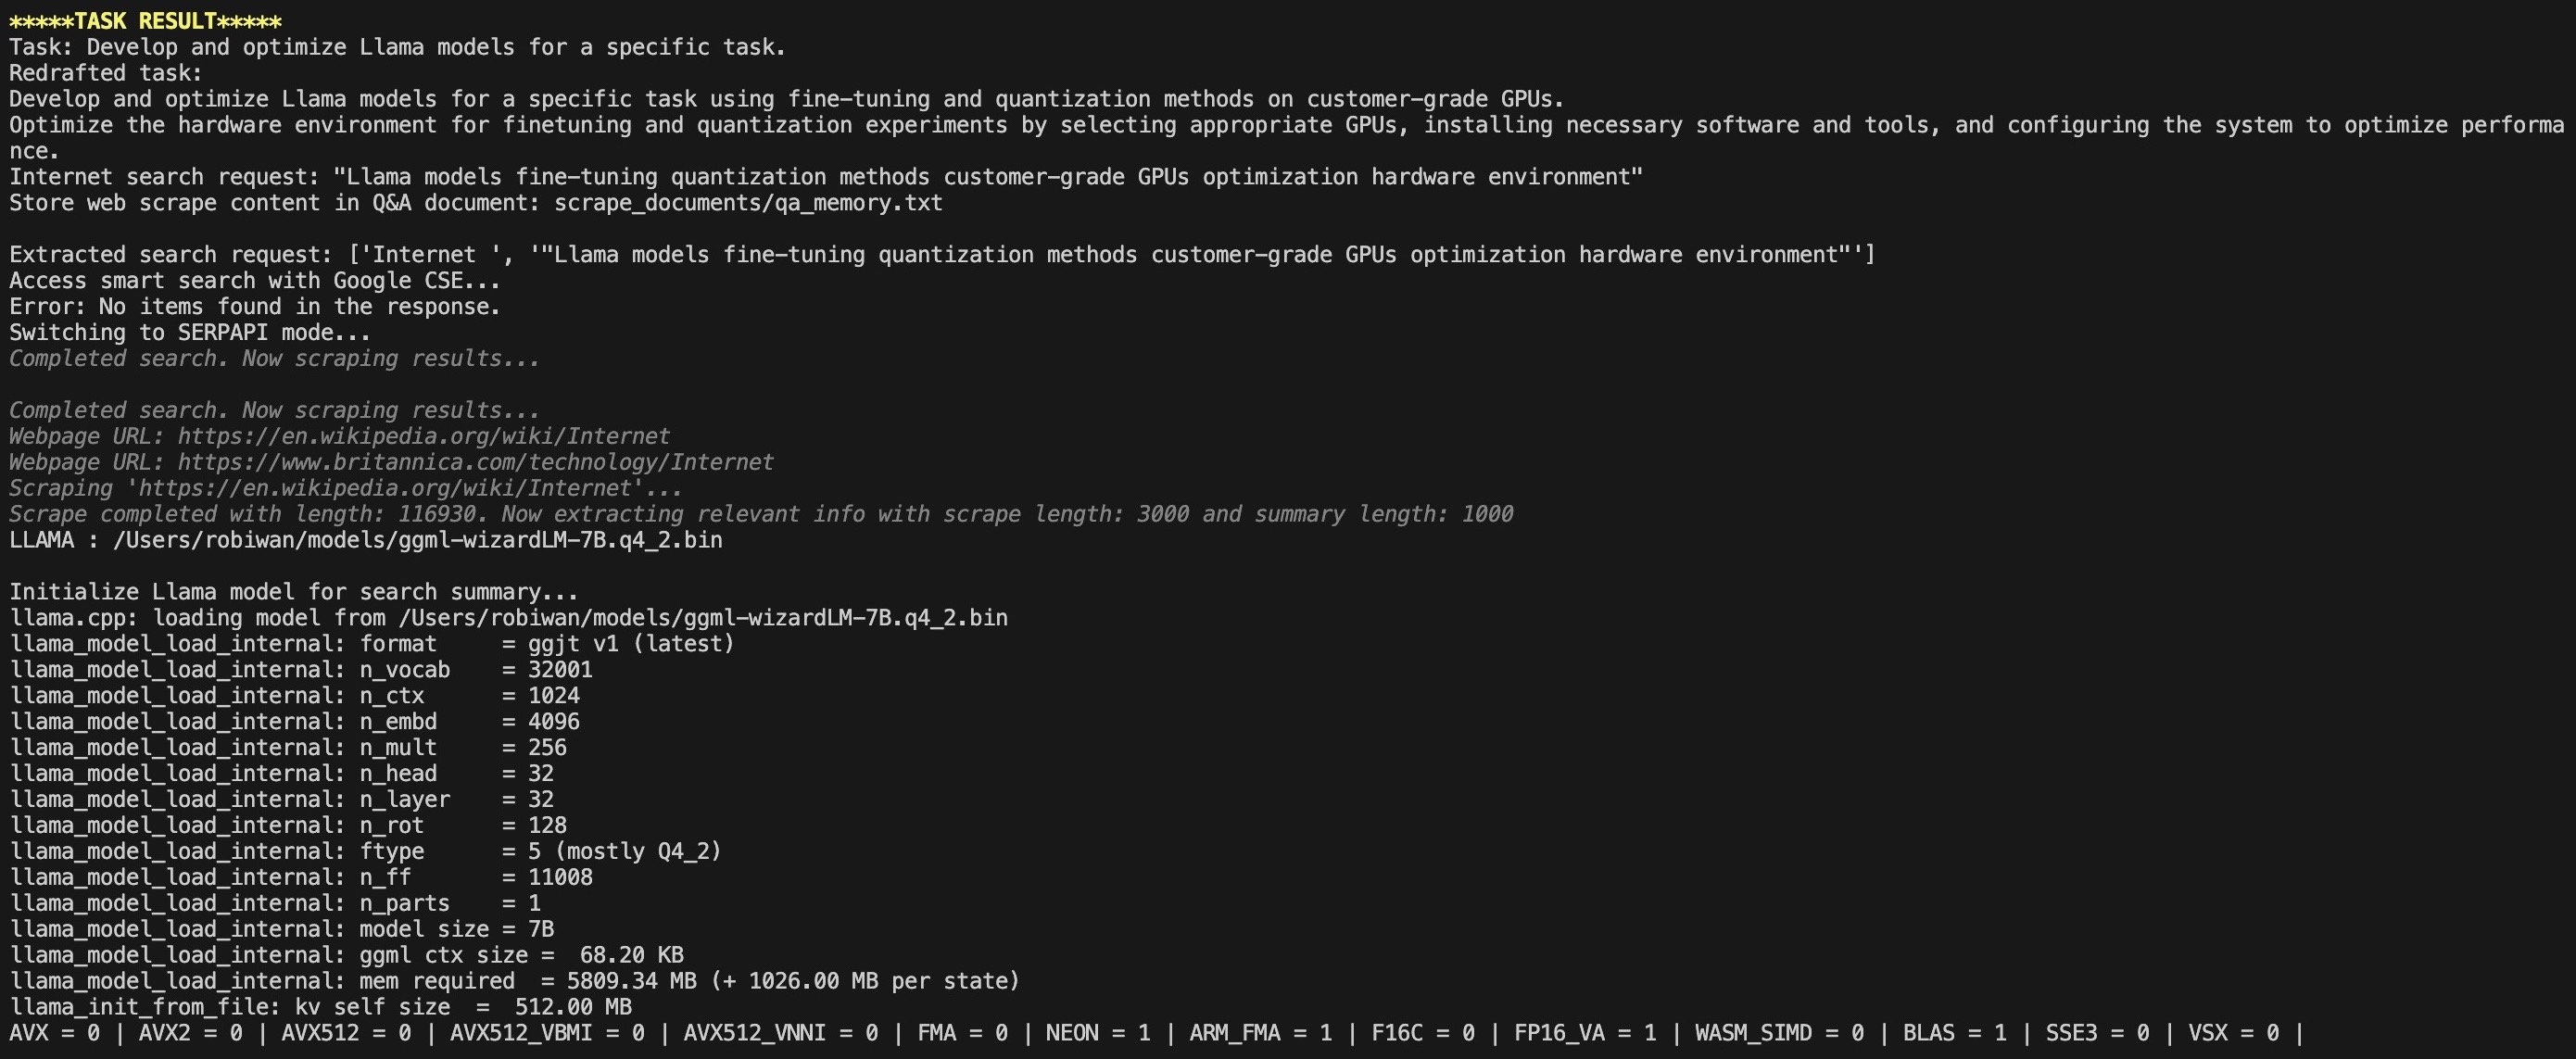 *****TASK RESULT*****
Task: Develop and optimize Llama models for a specific task.
Redrafted task:
Develop and optimize Llama models for a specific task using fine-tuning and quantization methods on customer-grade GPUs.
Optimize the hardware environment for finetuning and quantization experiments by selecting appropriate GPUs, installing necessary software and tools, and configuring the system to optimize performa
nce.
Internet search request: "Llama models fine-tuning quantization methods customer-grade GPUs optimization hardware environment"
Store web scrape content in Q&A document: scrape_documents/qa_memory.txt
Extracted search request: ['Internet ', '"Llama models fine-tuning quantization methods customer-grade GPUs optimization hardware environment"']
Access smart search with Google CSE...
Error: No items found in the response.
Switching to SERPAPI mode...
Completed search. Now scraping results...
Completed search. Now scraping results...
Webpage URL: https://en.wikipedia.org/wiki/Internet
Webpage URL: https://www.britannica.com/technology/Internet
Scraping 'https://en.wikipedia.org/wiki/Internet'...
Scrape completed with length: 116930. Now extracting relevant info with scrape length: 3000 and summary length: 1000
LLAMA : /Users/robiwan/models/ggml-wizardLM-7B.q4_2.bin
Initialize Llama model for search summary...
llama.cpp: loading model from /Users/robiwan/models/ggml-wizardLM-7B.q4_2.bin
llama_model_load_internal: format     = ggjt v1 (latest)
llama_model_load_internal: n_vocab    = 32001
llama_model_load_internal: n_ctx      = 1024
llama_model_load_internal: n_embd     = 4096
llama_model_load_internal: n_mult     = 256
llama_model_load_internal: n_head     = 32
llama_model_load_internal: n_layer    = 32
llama_model_load_internal: n_rot      = 128
llama_model_load_internal: ftype      = 5 (mostly Q4_2)
llama_model_load_internal: n_ff       = 11008
llama_model_load_internal: n_parts    = 1
llama_model_load_internal: model size = 7B
llama_model_load_internal: ggml ctx size =  68.20 KB
llama_model_load_internal: mem required  = 5809.34 MB (+ 1026.00 MB per state)
llama_init_from_file: kv self size  =  512.00 MB
AVX = 0 | AVX2 = 0 | AVX512 = 0 | AVX512_VBMI = 0 | AVX512_VNNI = 0 | FMA = 0 | NEON = 1 | ARM_FMA = 1 | F16C = 0 | FP16_VA = 1 | WASM_SIMD = 0 | BLAS = 1 | SSE3 = 0 | VSX = 0 |